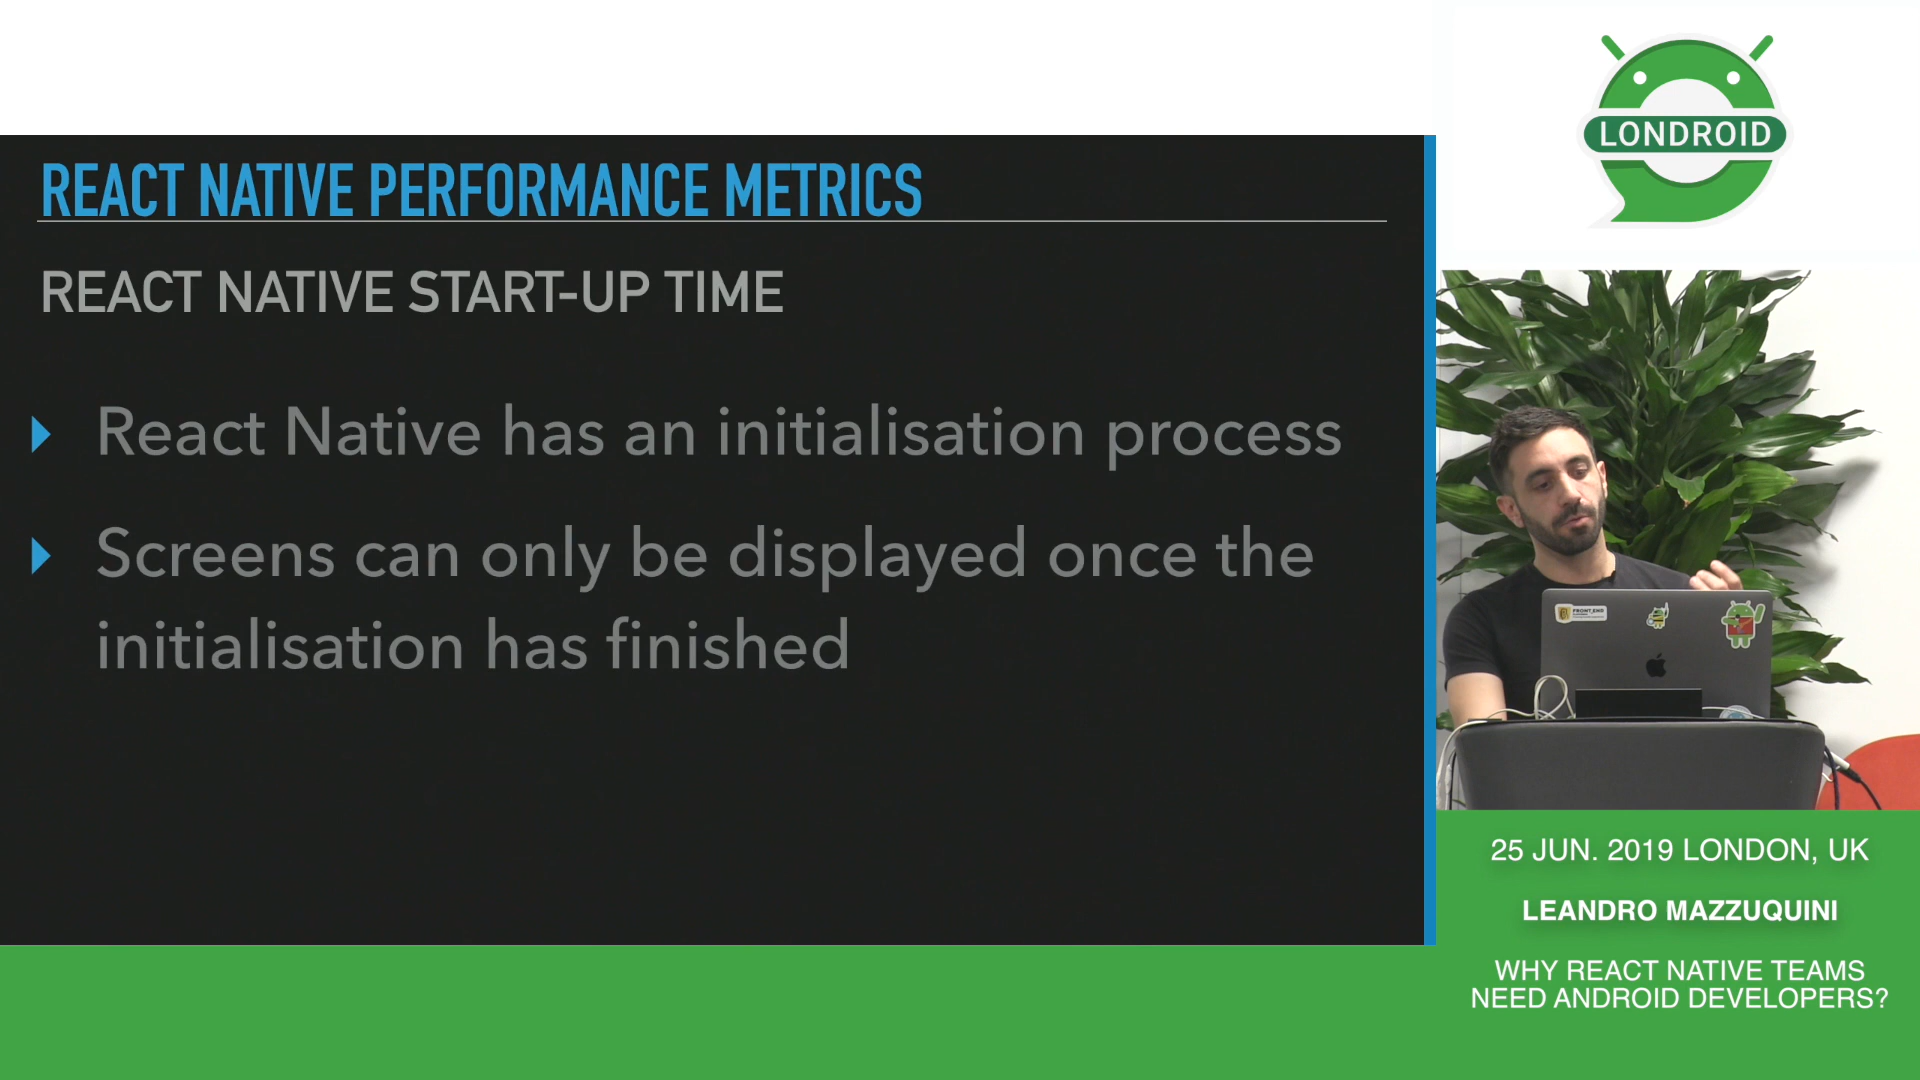 REACT NATIVE PERFORMANCE METRICS
REACT NATIVE START-UP TIME
React Native has an initialisation process
Screens can only be displayed once the
initialisation has finished
LONDROID
FRONT END
25 JUN. 2019 LONDON, UK
LEANDRO MAZZUQUINI
WHY REACT NATIVE TEAMS
NEED ANDROID DEVELOPERS?